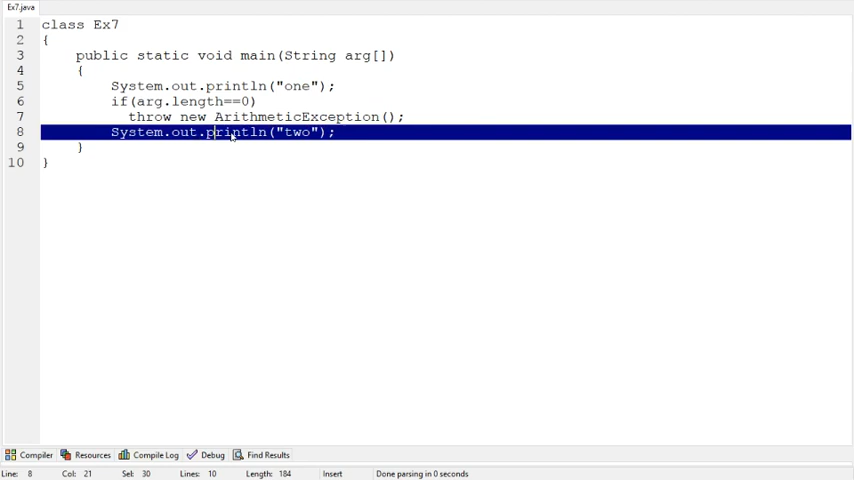 Ex7.java
1 class Ex7
2 {
3 public static void main(String arg[])
4 {
5 System.out.println("one");
6 if(arg.length==0)
7 throw new ArithmeticException();
8 System.out.println("two");
9 }
10 }
Compiler Resources Compile Log Debug Find Results
Line: 8 Col: 21 Sel: 30 Lines: 10 Length: 184 Insert Done parsing in 0 seconds